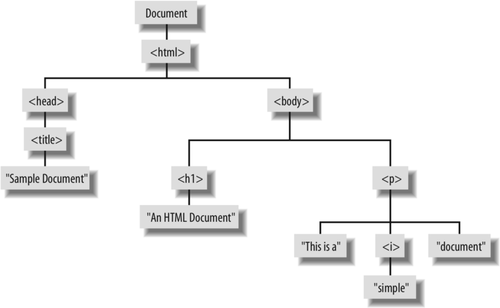 Document
<html>
<head>
<body>
<title>
<h1>
<p>
"Sample Document"
"An HTML Document"
"This is a"
<i>
"document"
"simple"